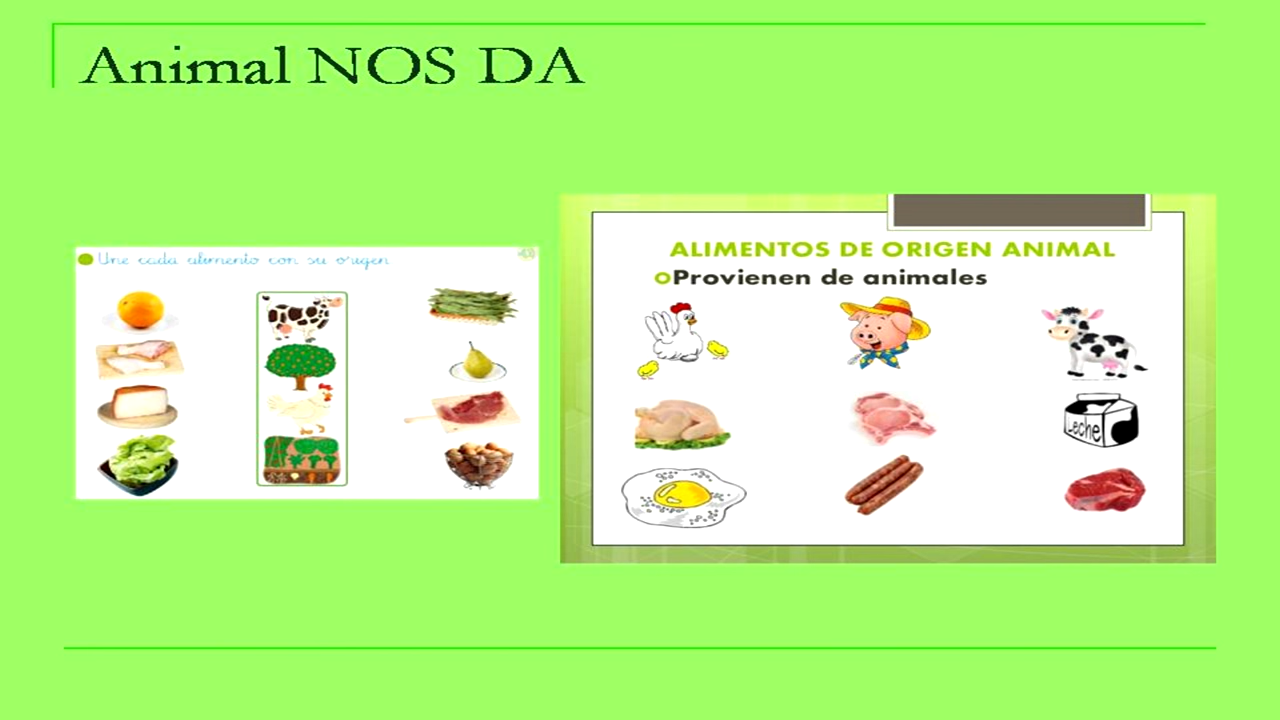 Animal NOS DA
Une cada alimento con su origen
ALIMENTOS DE ORIGEN ANIMAL
Provienen de animales
Leche